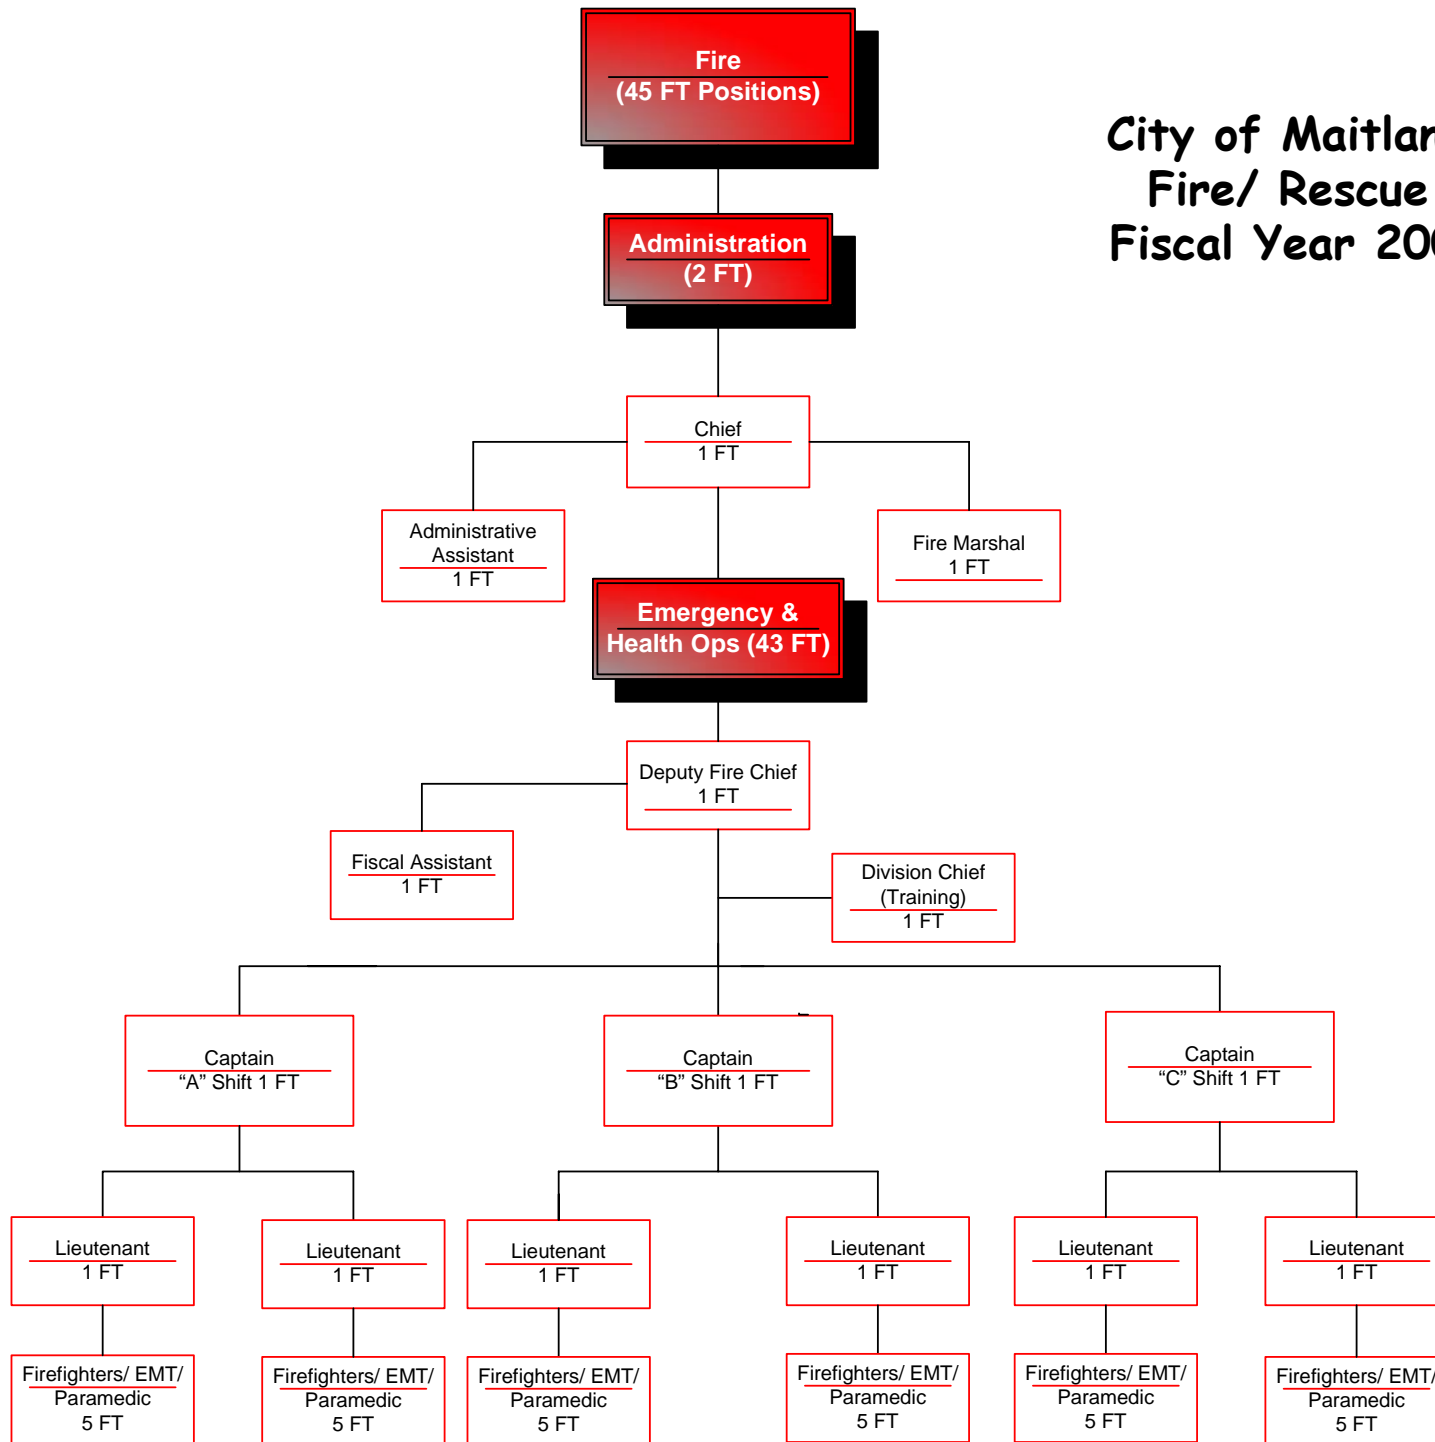 Fire
(45 FT Positions)
City of
Fire/ Rescue
Fiscal Year
Administration
(2 FT)
Chief
1 FT
Administrative
Assistant
1 FT
Fire Marshal
1 FT
Emergency &
Health Ops (43 FT)
Deputy Fire Chief
1 FT
Fiscal Assistant
1 FT
Division Chief
(Training)
1 FT
Captain
“A” Shift 1 FT
Captain
“B” Shift 1 FT
Captain
“C” Shift 1 FT
Lieutenant
1 FT
Lieutenant
1 FT
Lieutenant
1 FT
Lieutenant
1 FT
Lieutenant
1 FT
Lieutenant
1 FT
Firefighters/ EMT/
Paramedic
5 FT
Firefighters/ EMT/
Paramedic
5 FT
Firefighters/ EMT/
Paramedic
5 FT
Firefighters/ EMT/
Paramedic
5 FT
Firefighters/ EMT/
Paramedic
5 FT
Firefighters/ EMT/
Paramedic
5 FT